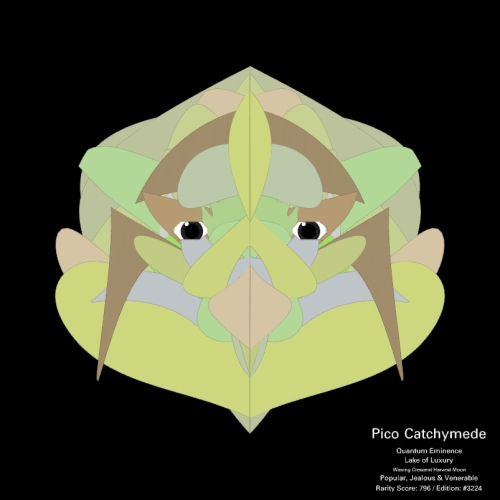 Pico Catchymede
Quantum Eminence
Lake of Luxury
Waxing Crescent Harvest Moon
Popular, Jealous & Venerable
Rarity Score: 796 / Edition: #3224